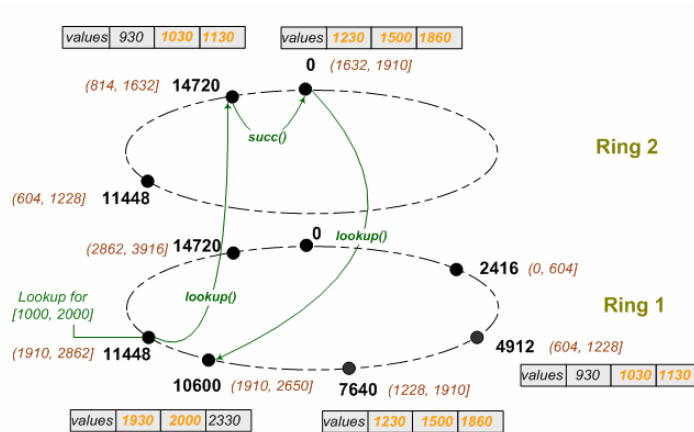 values 930 1030 1130
values 1230 1500 1860
0 (1632, 1910]
(814, 1632] 14720
succ()
Ring 2
(604, 1228] 11448
0
(2862, 3916] 14720
lookup()
2416 (0, 604]
Lookup for
[1000, 2000]
lookup()
Ring 1
(1910, 2862] 11448
4912 (604, 1228]
10600 (1910, 2650]
7640 (1228, 1910]
values 930 1030 1130
values 1930 2000 2330
values 1230 1500 1860